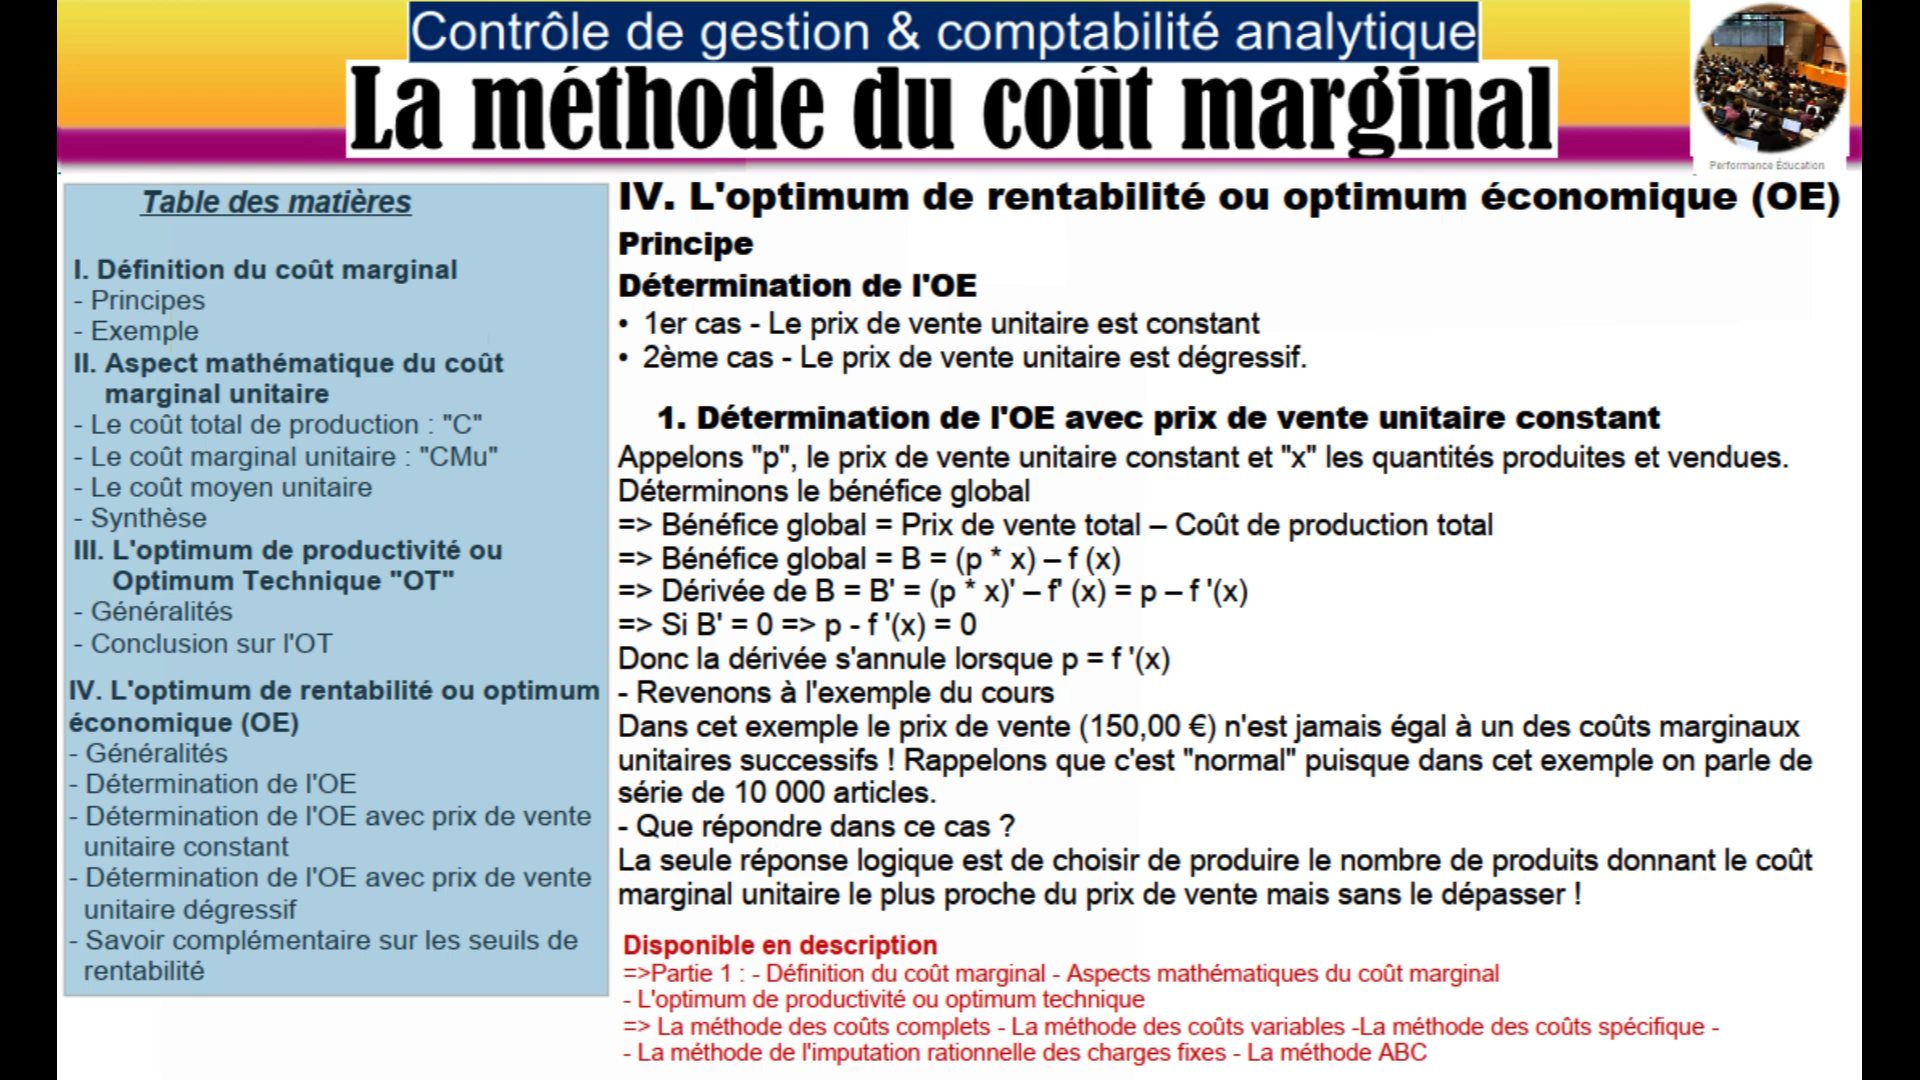 Contrôle de gestion & comptabilité analytique
La méthode du coût marginal
Performance Éducation
Table des matières
I. Définition du coût marginal
- Principes
- Exemple
II. Aspect mathématique du coût
marginal unitaire
- Le coût total de production : "C"
- Le coût marginal unitaire : "CMu"
- Le coût moyen unitaire
- Synthèse
III. L'optimum de productivité ou
Optimum Technique "OT"
- Généralités
- Conclusion sur l'OT
IV. L'optimum de rentabilité ou optimum
économique (OE)
- Généralités
- Détermination de l'OE
- Détermination de l'OE avec prix de vente
unitaire constant
- Détermination de l'OE avec prix de vente
unitaire dégressif
- Savoir complémentaire sur les seuils de
rentabilité
IV. L'optimum de rentabilité ou optimum économique (OE)
Principe
Détermination de l'OE
• 1er cas - Le prix de vente unitaire est constant
• 2ème cas - Le prix de vente unitaire est dégressif.
1. Détermination de l'OE avec prix de vente unitaire constant
Appelons "p", le prix de vente unitaire constant et "x" les quantités produites et vendues.
Déterminons le bénéfice global
=> Bénéfice global = Prix de vente total – Coût de production total
=> Bénéfice global = B = (p * x) – f (x)
=> Dérivée de B = B' = (p * x)' – f' (x) = p – f '(x)
=> Si B' = 0 => p - f '(x) = 0
Donc la dérivée s'annule lorsque p = f '(x)
- Revenons à l'exemple du cours
Dans cet exemple le prix de vente (150,00 €) n'est jamais égal à un des coûts marginaux
unitaires successifs ! Rappelons que c'est "normal" puisque dans cet exemple on parle de
série de 10 000 articles.
- Que répondre dans ce cas ?
La seule réponse logique est de choisir de produire le nombre de produits donnant le coût
marginal unitaire le plus proche du prix de vente mais sans le dépasser !
Disponible en description
=>Partie 1 : - Définition du coût marginal - Aspects mathématiques du coût marginal
- L'optimum de productivité ou optimum technique
=> La méthode des coûts complets - La méthode des coûts variables -La méthode des coûts spécifique -
- La méthode de l'imputation rationnelle des charges fixes - La méthode ABC